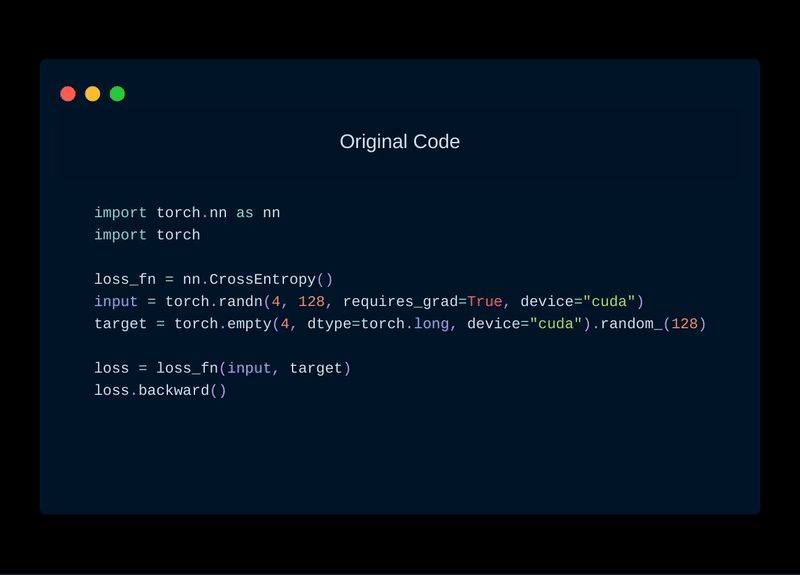 Original Code
import torch.nn as nn
import torch
loss_fn = nn.CrossEntropy()
input = torch.randn(4, 128, requires_grad=True, device="cuda")
target = torch.empty(4, dtype=torch.long, device="cuda").random_(128)
loss = loss_fn(input, target)
loss.backward()